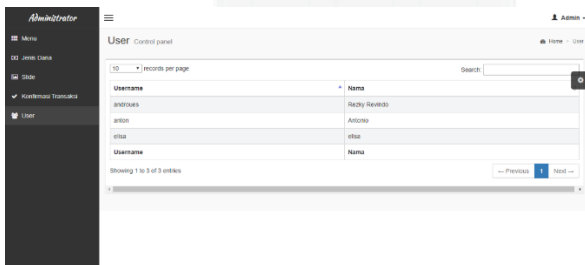 Administrator
Admin
Menu
User Control panel
Home > User
Jenis Dana
Slide
10 records per page
Search:
Konfirmasi Transaksi
Username Nama
User
androues Rezky Revindo
anton Antonio
elisa elisa
Username Nama
Showing 1 to 3 of 3 entries
← Previous 1 Next →